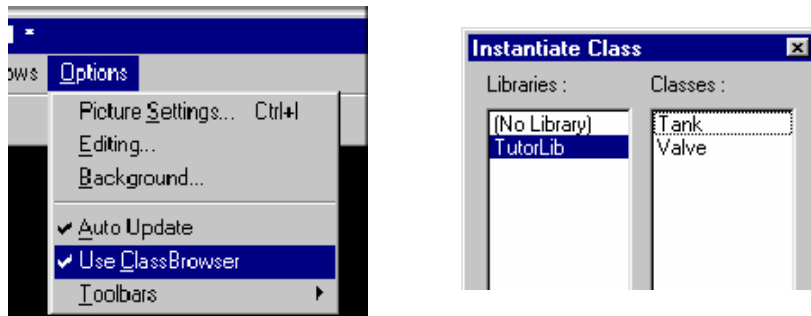 ows Options
Picture Settings... Ctrl+I
Editing...
Background...
Auto Update
Use ClassBrowser
Toolbars
Instantiate Class
Libraries : Classes :
(No Library) Tank
TutorLib Valve